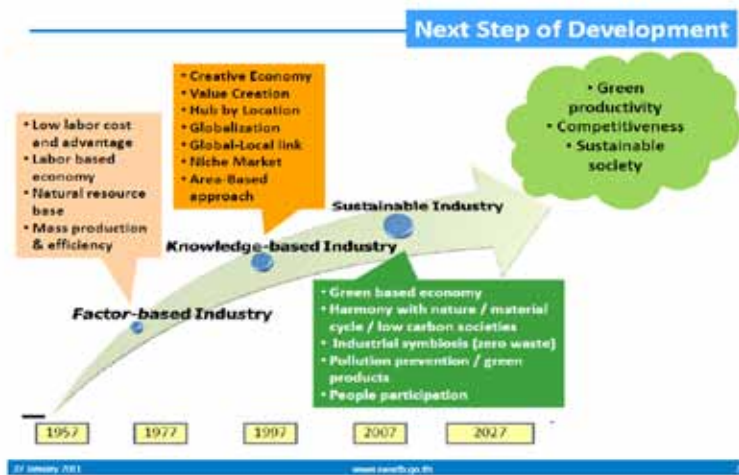 Next Step of Development
• Creative Economy
• Value Creation
• Hub by Location
• Globalization
• Global-Local link
• Niche Market
• Area-Based
approach
• Green
productivity
• Competitiveness
• Sustainable
society
• Low labor cost
and advantage
• Labor based
economy
• Natural resource
base
• Mass production
& efficiency
Sustainable Industry
Knowledge-based Industry
Factor-based Industry
• Green based economy
• Harmony with nature / material
cycle / low carbon societies
• Industrial symbiosis (zero waste)
• Pollution prevention / green
products
• People participation
1957
1977
1997
2007
2027
January 2011